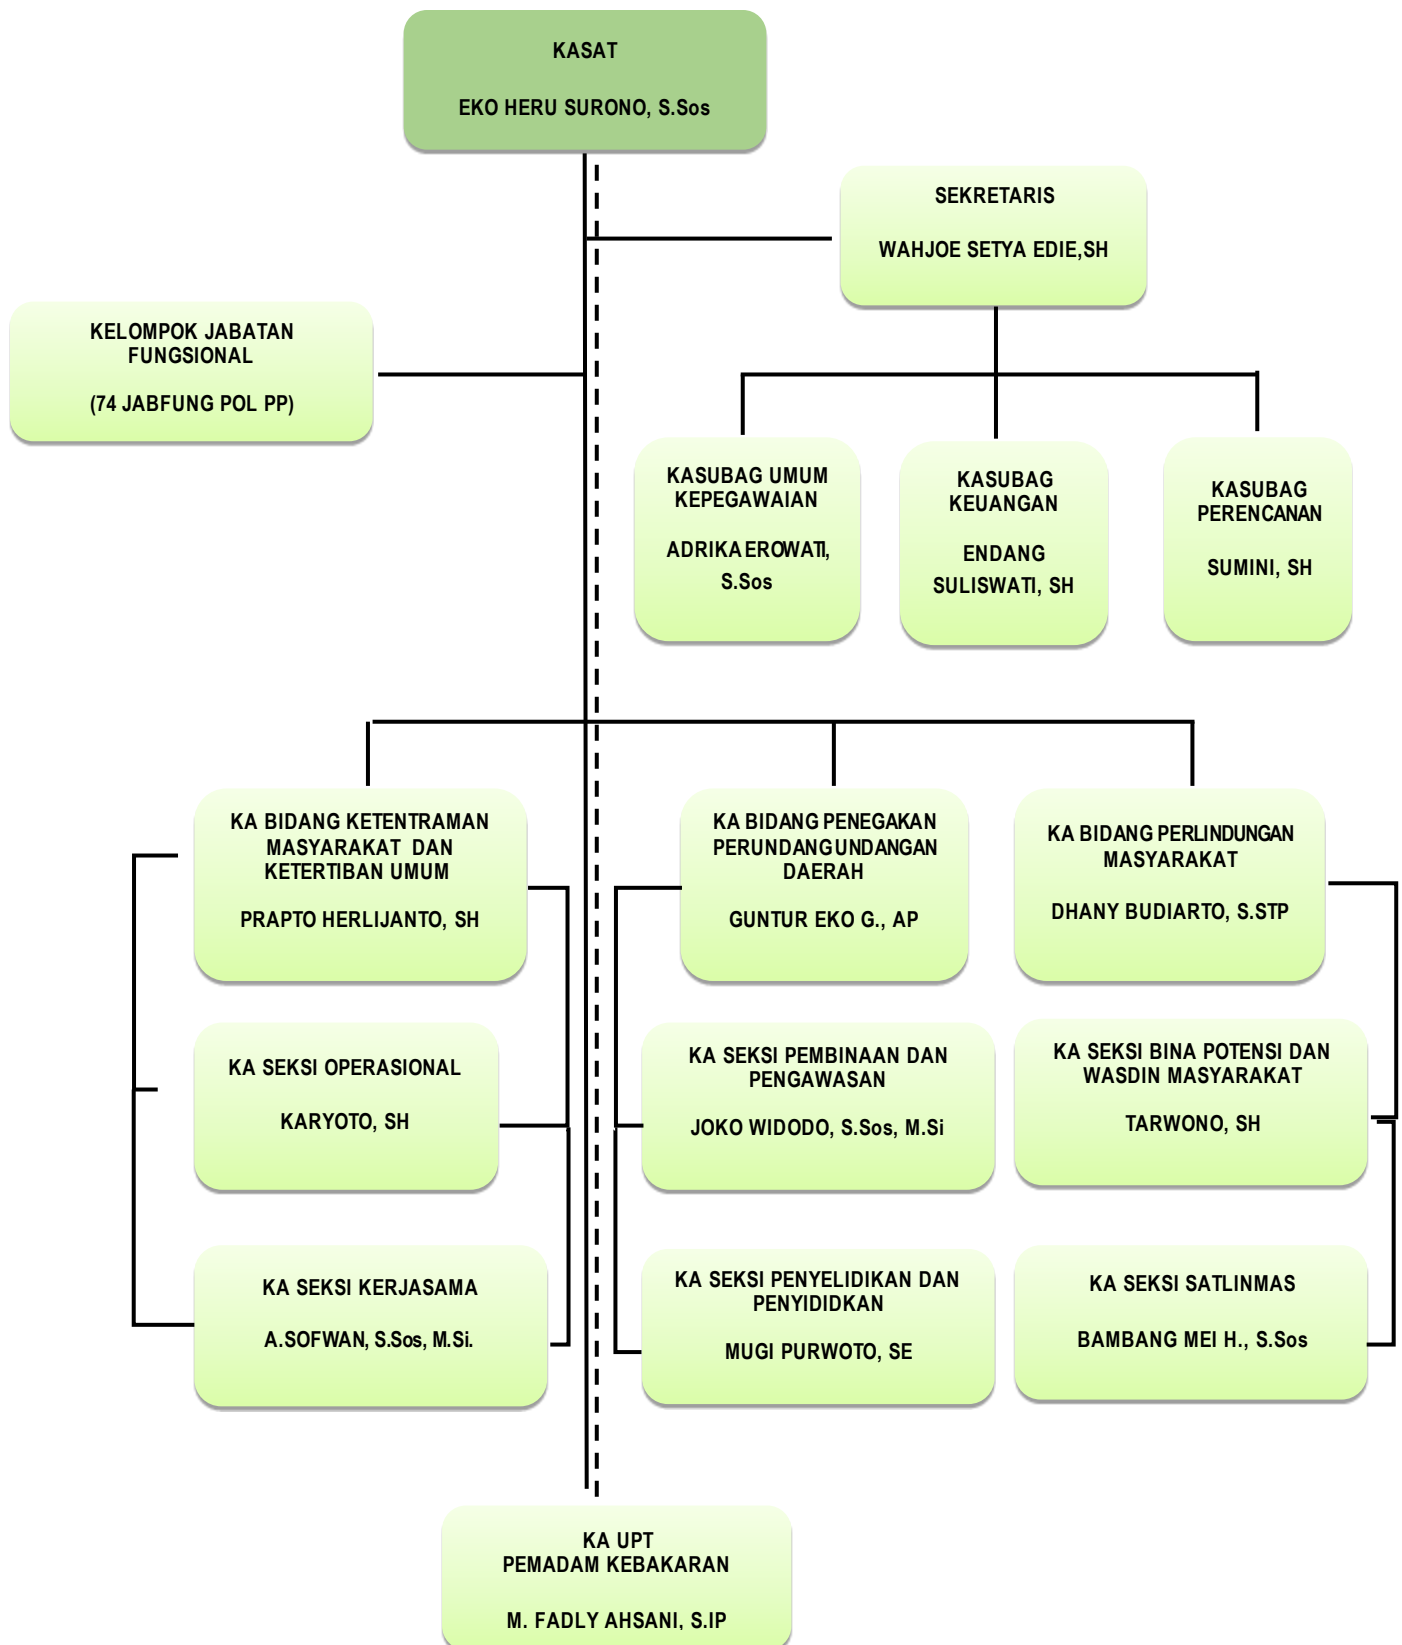 KASAT
EKO HERU SURONO, S.Sos
SEKRETARIS
WAHJOE SETYA EDIE,SH
KELOMPOK JABATAN
FUNGSIONAL
(74 JABFUNG POL PP)
KASUBAG UMUM
KEPEGAWAIAN
ADRIKA EROWATI,
S.Sos
KASUBAG
KEUANGAN
ENDANG
SULISWATI, SH
KASUBAG
PERENCANAN
SUMINI, SH
KA BIDANG KETENTRAMAN
MASYARAKAT DAN
KETERTIBAN UMUM
PRAPTO HERLIJANTO, SH
KA BIDANG PENEGAKAN
PERUNDANGUNDANGAN
DAERAH
GUNTUR EKO G., AP
KA BIDANG PERLINDUNGAN
MASYARAKAT
DHANY BUDIARTO, S.STP
KA SEKSI OPERASIONAL
KARYOTO, SH
KA SEKSI PEMBINAAN DAN
PENGAWASAN
JOKO WIDODO, S.Sos, M.Si
KA SEKSI BINA POTENSI DAN
WASDIN MASYARAKAT
TARWONO, SH
KA SEKSI KERJASAMA
A.SOFWAN, S.Sos, M.Si.
KA SEKSI PENYELIDIKAN DAN
PENYIDIDKAN
MUGI PURWOTO, SE
KA SEKSI SATLINMAS
BAMBANG MEI H., S.Sos
KA UPT
PEMADAM KEBAKARAN
M. FADLY AHSANI, S.IP